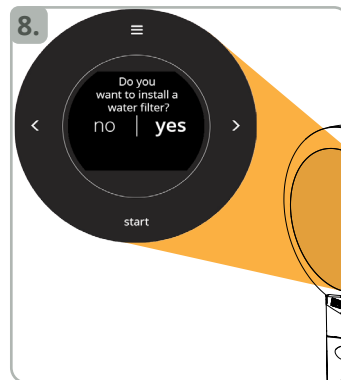 8.
Do you
want to install a
water filter?
no | yes
start